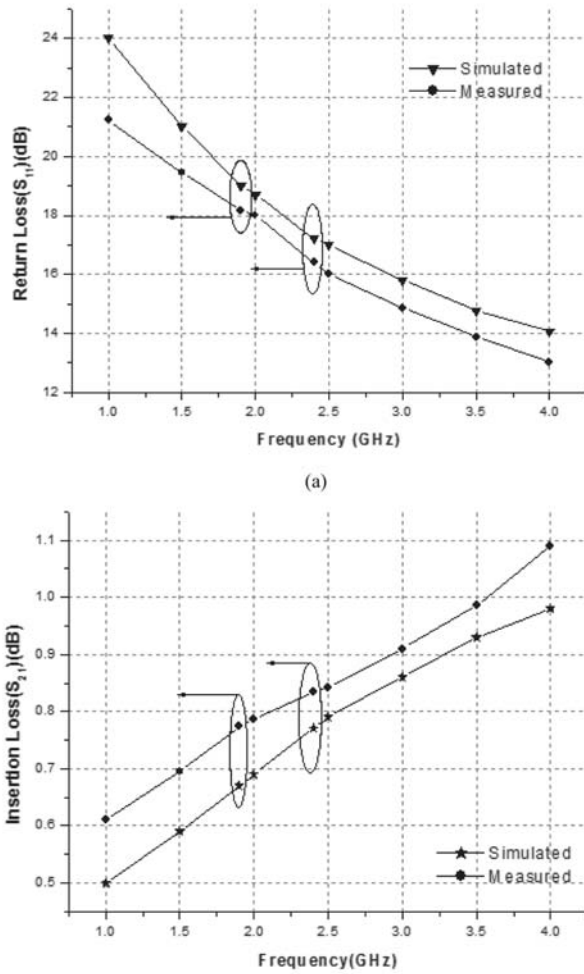 24
22
20
18
16
14
12
Return Loss(S11)(dB)
Simulated
Measured
1.0 1.5 2.0 2.5 3.0 3.5 4.0
Frequency (GHz)
(a)
1.1
1.0
0.9
0.8
0.7
0.6
0.5
Insertion Loss(S21)(dB)
Simulated
Measured
1.0 1.5 2.0 2.5 3.0 3.5 4.0
Frequency(GHz)